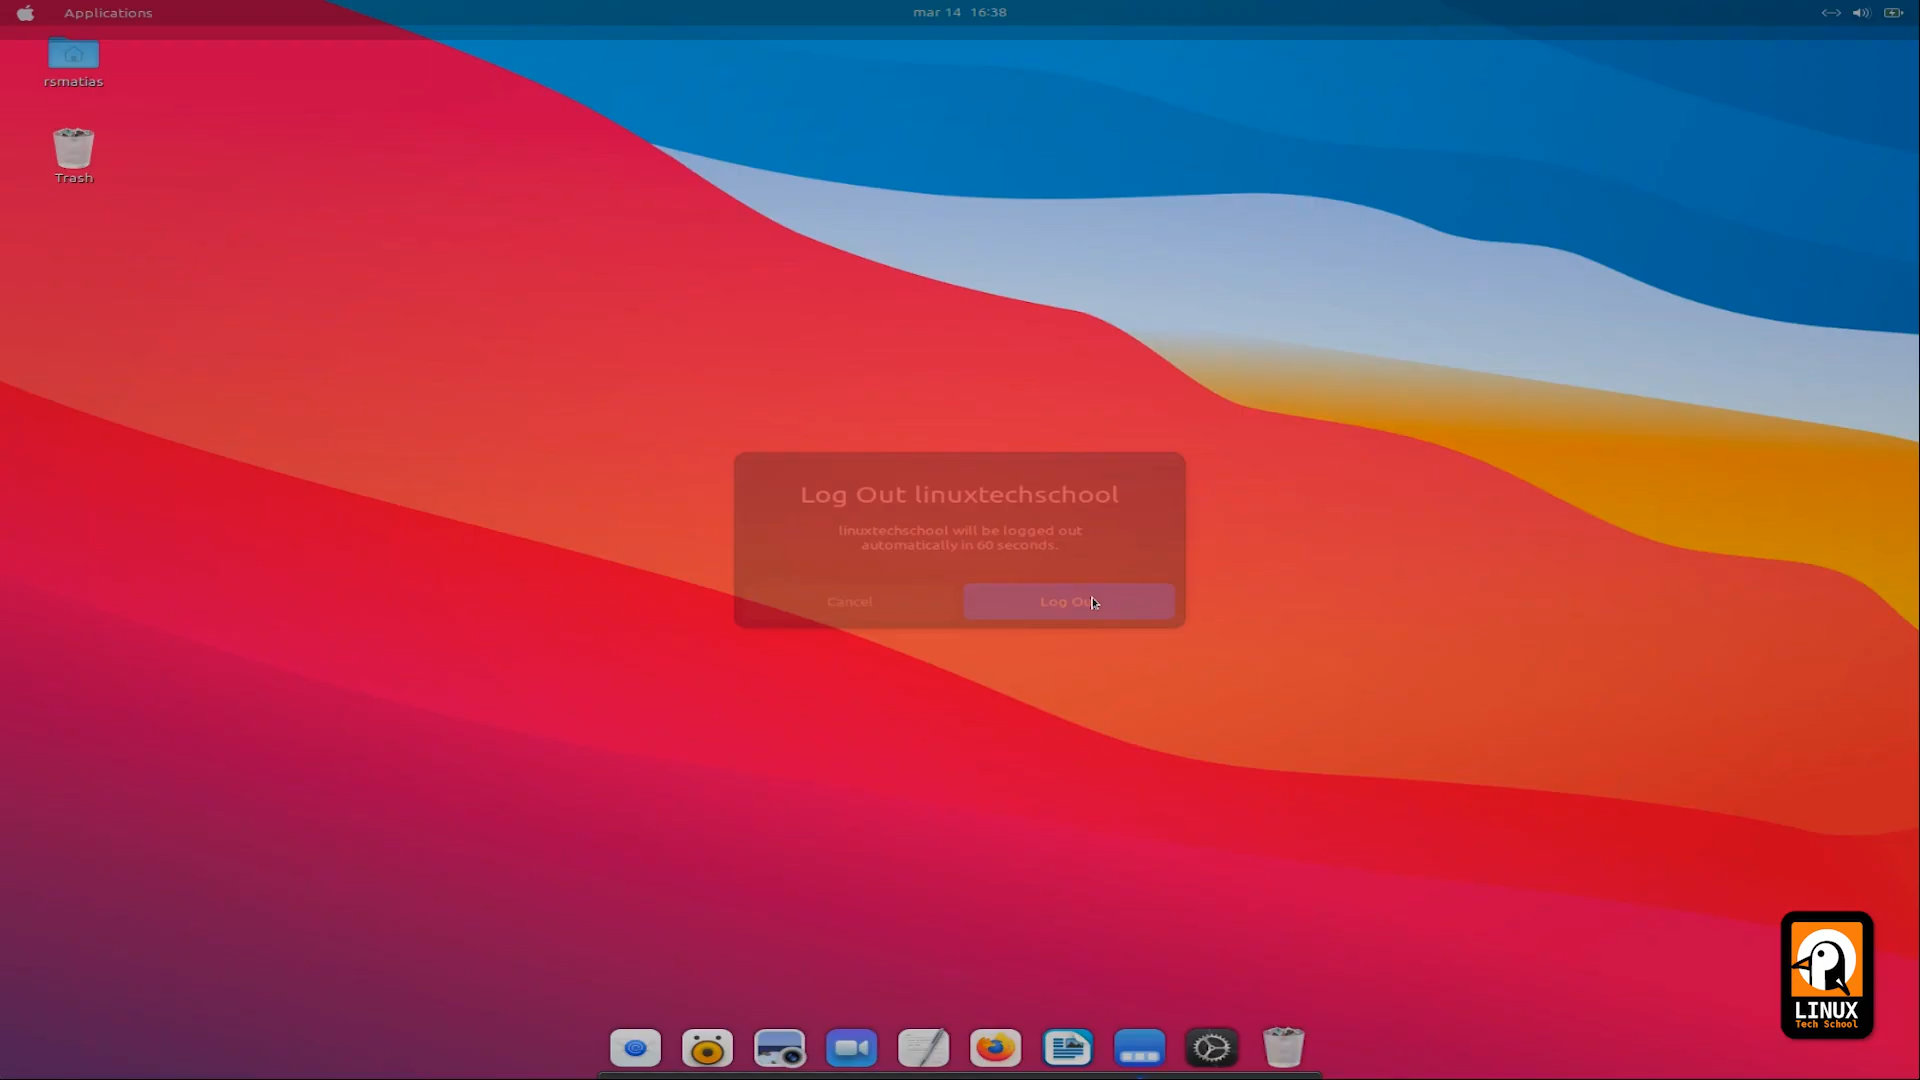 Applications
mar 14 16:38
rsmatias
Trash
Log Out linuxtechschool
linuxtechschool will be logged out
automatically in 60 seconds.
Cancel
Log Ou
LINUX
Tech School